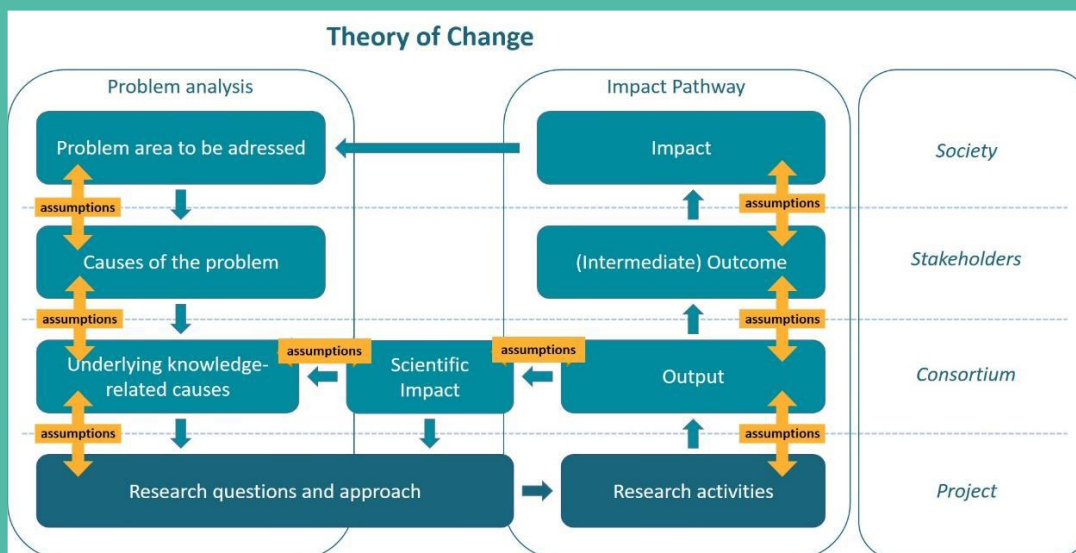 Theory of Change
Problem analysis
Impact Pathway
Problem area to be adressed
Impact
Society
assumptions
assumptions
Causes of the problem
(Intermediate) Outcome
Stakeholders
assumptions
assumptions
assumptions
assumptions
Underlying knowledge-
related causes
Scientific
Impact
Output
Consortium
assumptions
assumptions
Research questions and approach
Research activities
Project